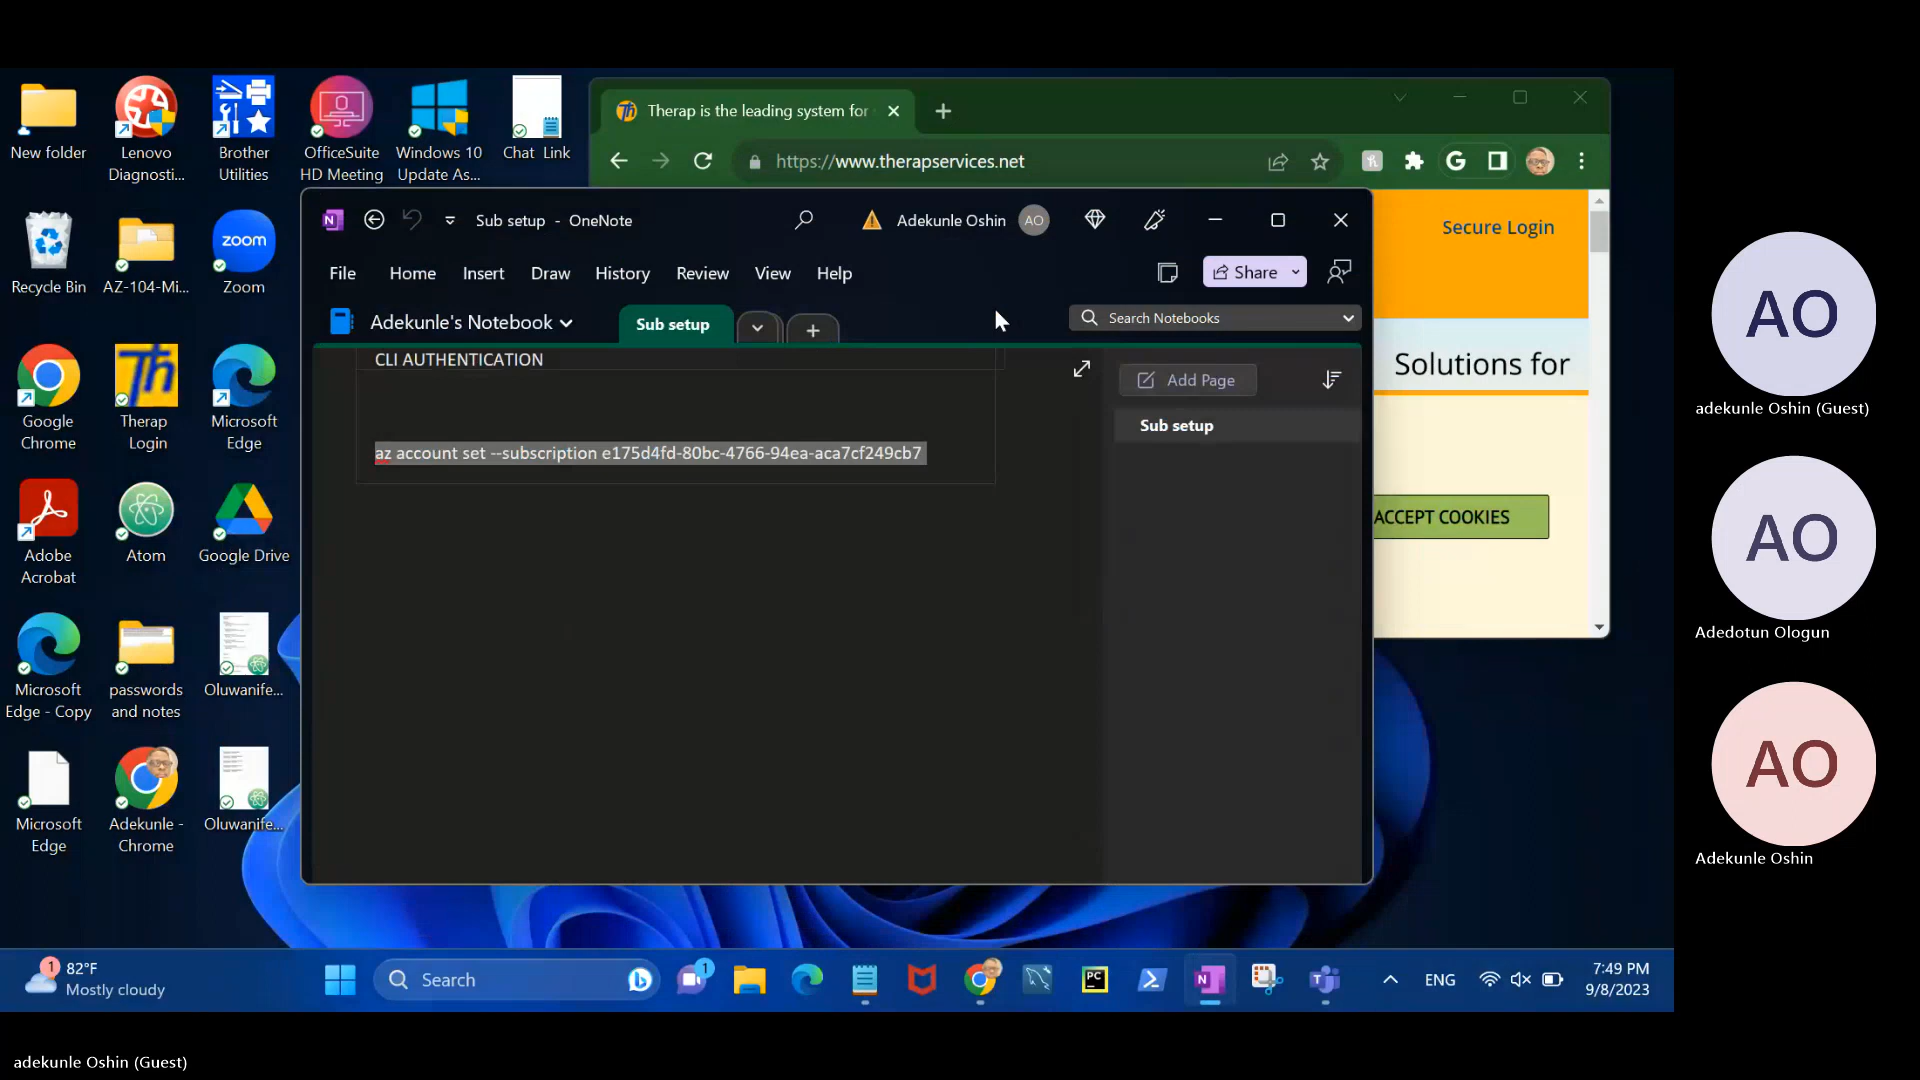 New folder
Lenovo
Diagnosti...
Brother
Utilities
OfficeSuite
HD Meeting
Windows 10
Update As...
Chat Link
Recycle Bin
AZ-104-Mi...
zoom
Zoom
Google
Chrome
Th
Therap
Login
Microsoft
Edge
Adobe
Acrobat
Atom
Google Drive
Microsoft
Edge - Copy
passwords
and notes
Oluwanife...
Microsoft
Edge
Adekunle -
Chrome
Oluwanife...
Th
Therap is the leading system for
https://www.therapservices.net
Secure Login
Solutions for
ACCEPT COOKIES
N
Sub setup - OneNote
Adekunle Oshin
AO
File
Home
Insert
Draw
History
Review
View
Help
Share
Adekunle's Notebook
Sub setup
Search Notebooks
CLI AUTHENTICATION
az account set --subscription e175d4fd-80bc-4766-94ea-aca7cf249cb7
Add Page
Sub setup
AO
adekunle Oshin (Guest)
AO
Adedotun Ologun
AO
Adekunle Oshin
1
82°F
Mostly cloudy
Search
1
PC
N
T
ENG
7:49 PM
9/8/2023
adekunle Oshin (Guest)